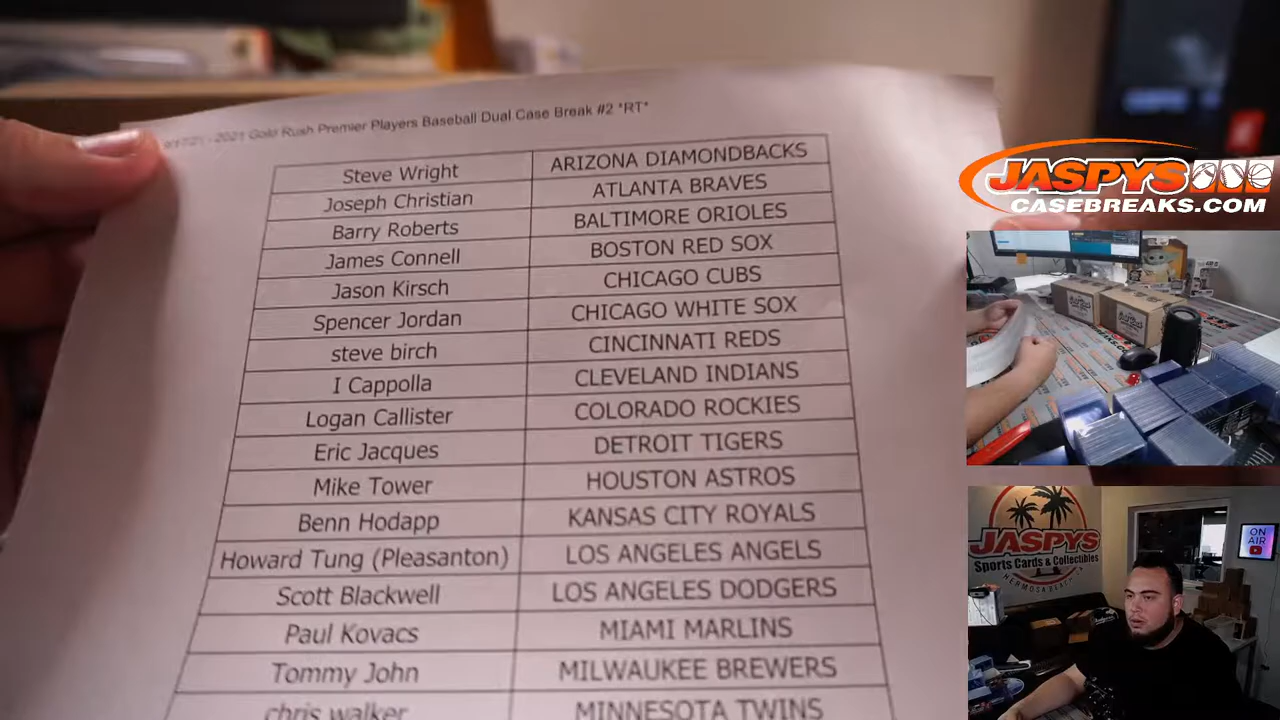 2021 Gold Rush Premier Players Baseball Dual Case Break #2 *RT*
Steve Wright ARIZONA DIAMONDBACKS
Joseph Christian ATLANTA BRAVES
Barry Roberts BALTIMORE ORIOLES
James Connell BOSTON RED SOX
Jason Kirsch CHICAGO CUBS
Spencer Jordan CHICAGO WHITE SOX
steve birch CINCINNATI REDS
I Cappolla CLEVELAND INDIANS
Logan Callister COLORADO ROCKIES
Eric Jacques DETROIT TIGERS
Mike Tower HOUSTON ASTROS
Benn Hodapp KANSAS CITY ROYALS
Howard Tung (Pleasanton) LOS ANGELES ANGELS
Scott Blackwell LOS ANGELES DODGERS
Paul Kovacs MIAMI MARLINS
Tommy John MILWAUKEE BREWERS
chris walker MINNESOTA TWINS
JASPYS
CASEBREAKS.COM
JASPYS
Sports Cards & Collectibles
HERMOSA BEACH
ON
AIR